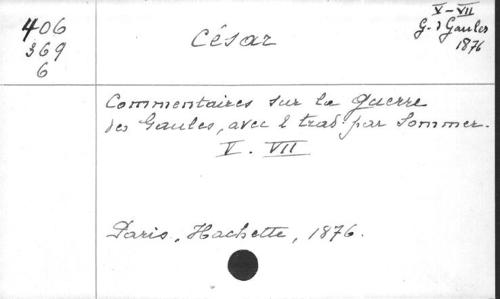 406
369
6
César
V-VII
G. d Gaules
1876
Commentaires sur la guerre
des Gaules, avec l trad. par Sommer.
V. VII
Paris, Hachette, 1876.